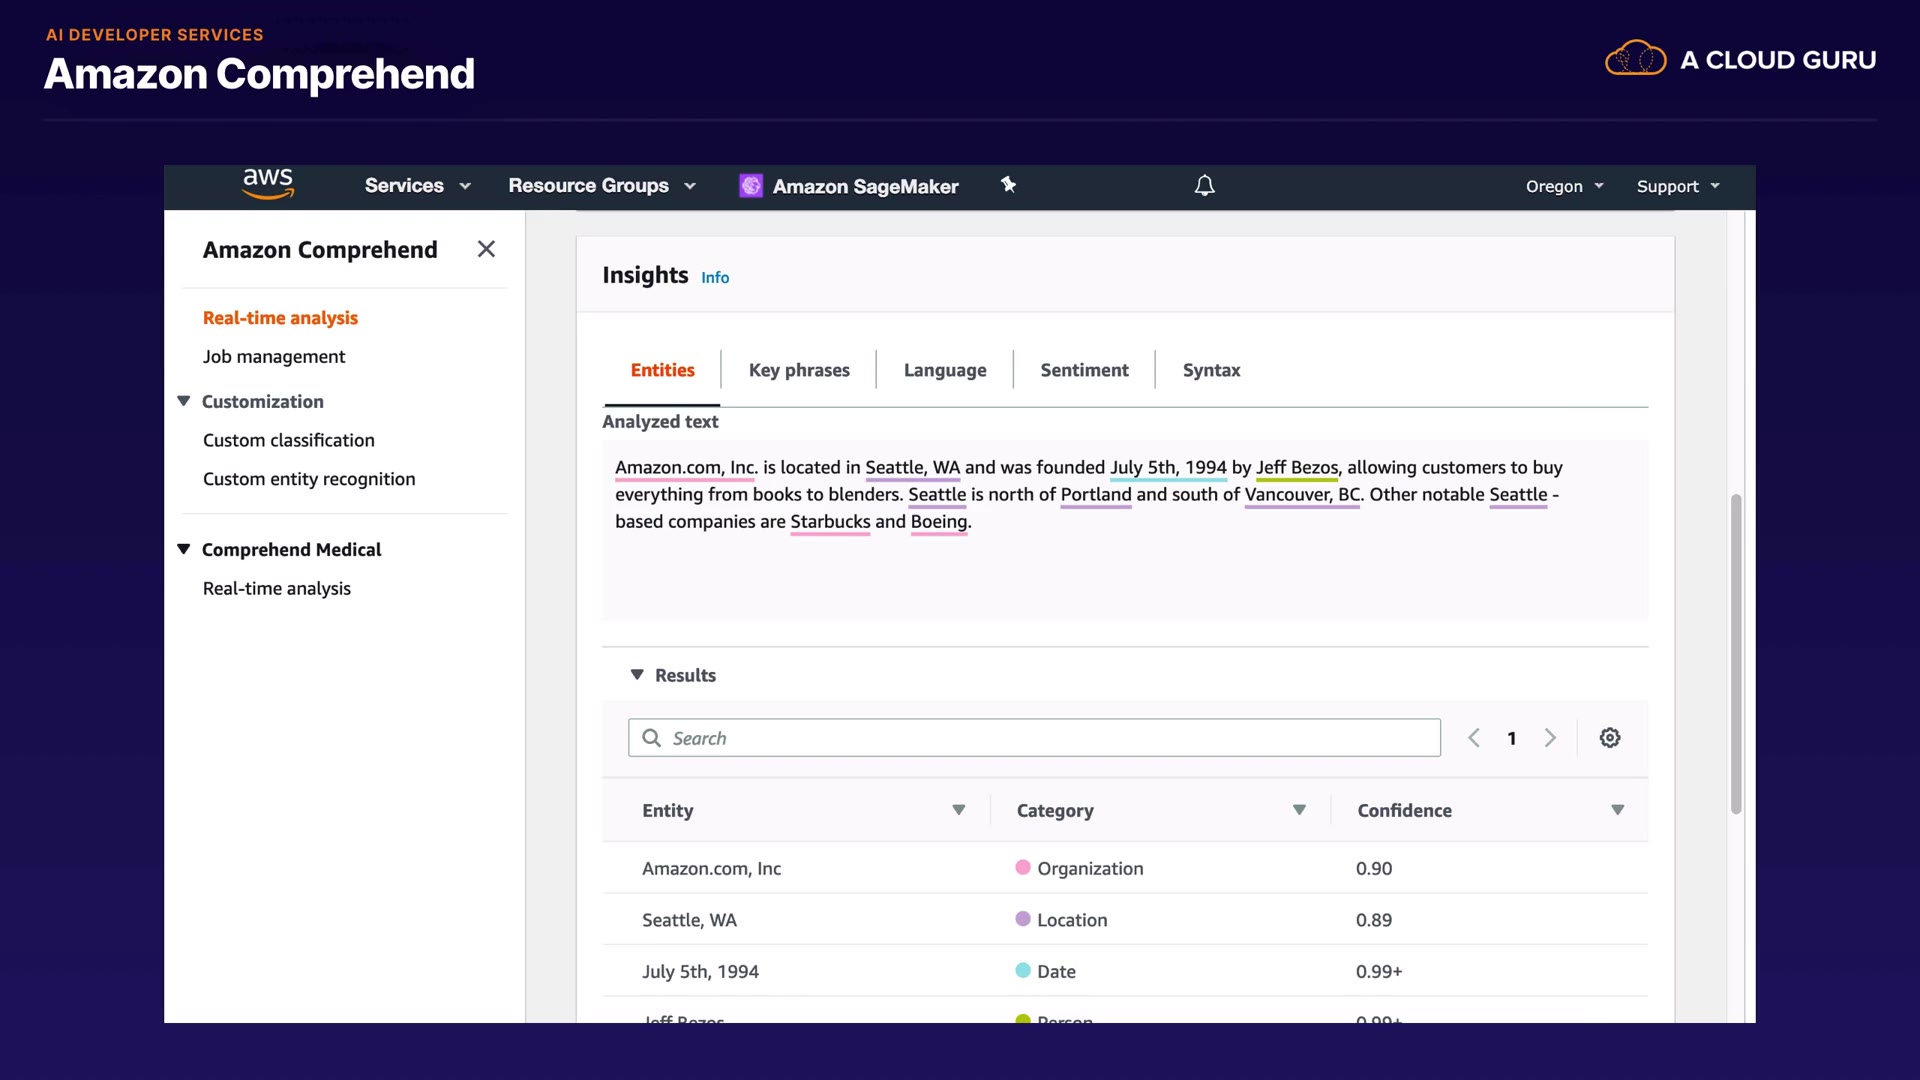 AI DEVELOPER SERVICES
Amazon Comprehend
A CLOUD GURU
aws Services Resource Groups Amazon SageMaker Oregon Support
Amazon Comprehend
Real-time analysis
Job management
Customization
Custom classification
Custom entity recognition
Comprehend Medical
Real-time analysis
Insights Info
Entities Key phrases Language Sentiment Syntax
Analyzed text
Amazon.com, Inc. is located in Seattle, WA and was founded July 5th, 1994 by Jeff Bezos, allowing customers to buy
everything from books to blenders. Seattle is north of Portland and south of Vancouver, BC. Other notable Seattle -
based companies are Starbucks and Boeing.
Results
Search 1
Entity Category Confidence
Amazon.com, Inc Organization 0.90
Seattle, WA Location 0.89
July 5th, 1994 Date 0.99+
Jeff Bezos Person 0.99+